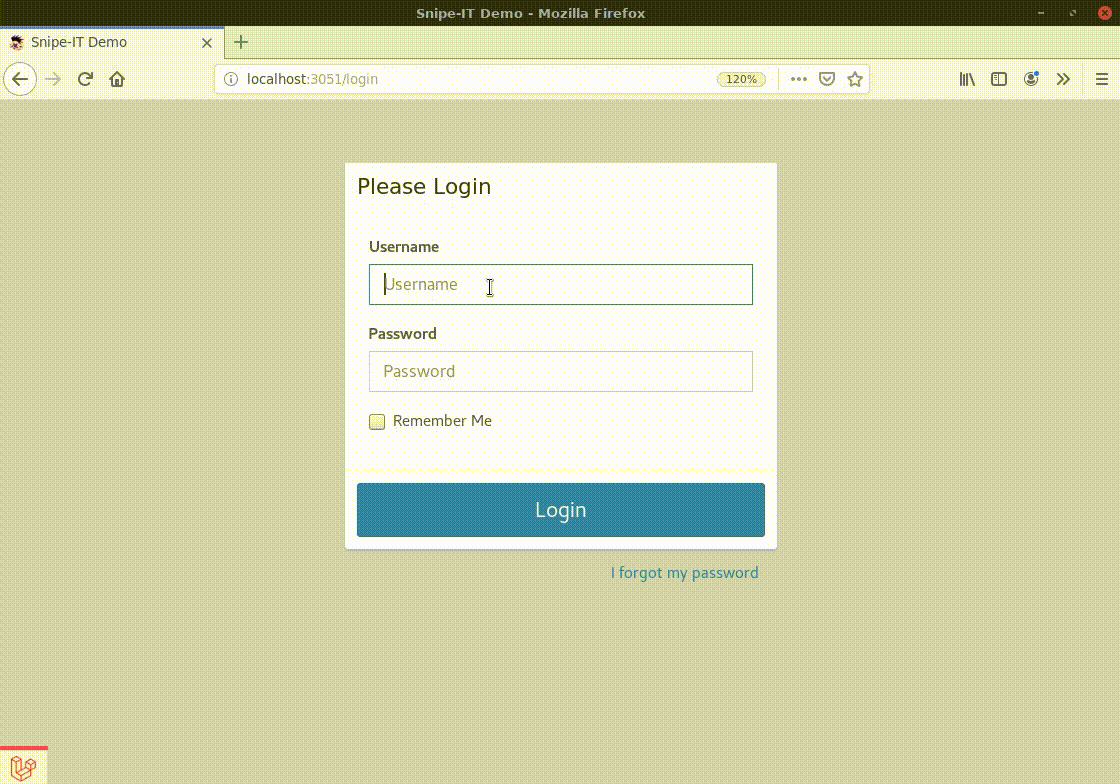 Snipe-IT Demo - Mozilla Firefox
Snipe-IT Demo
localhost:3051/login
120%
Please Login
Username
Username
Password
Password
Remember Me
Login
I forgot my password